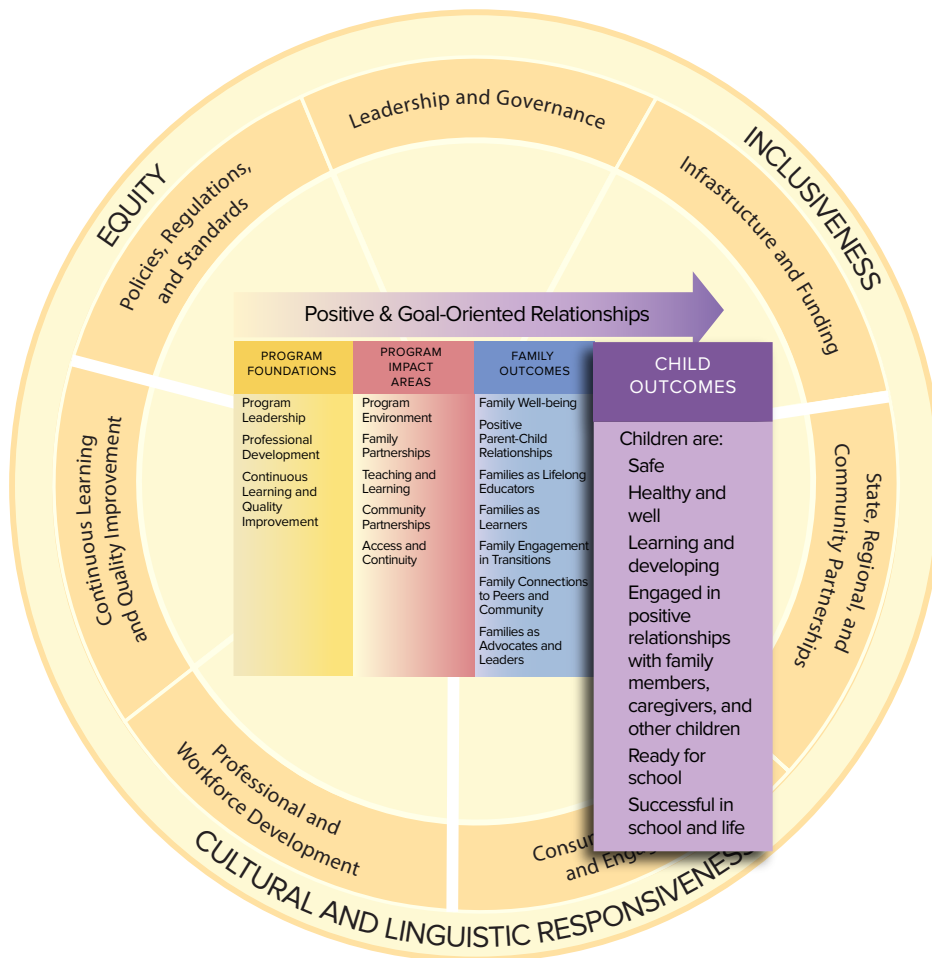 EQUITY
INCLUSIVENESS
CULTURAL AND LINGUISTIC RESPONSIVENESS
Leadership and Governance
Policies, Regulations,
and Standards
Infrastructure and Funding
Continuous Learning
and Quality Improvement
State, Regional, and
Community Partnerships
Professional and
Workforce Development
and
Positive & Goal-Oriented Relationships
PROGRAM
FOUNDATIONS
Program
Leadership
Professional
Development
Continuous
Learning and
Quality
Improvement
PROGRAM
IMPACT
AREAS
Program
Environment
Family
Partnerships
Teaching and
Learning
Community
Partnerships
Access and
Continuity
FAMILY
OUTCOMES
Family Well-being
Positive
Parent-Child
Relationships
Families as Lifelong
Educators
Families as
Learners
Family Engagement
in Transitions
Family Connections
to Peers and
Community
Families as
Advocates and
Leaders
CHILD
OUTCOMES
Children are:
Safe
Healthy and
well
Learning and
developing
Engaged in
positive
relationships
with family
members,
caregivers, and
other children
Ready for
school
Successful in
school and life